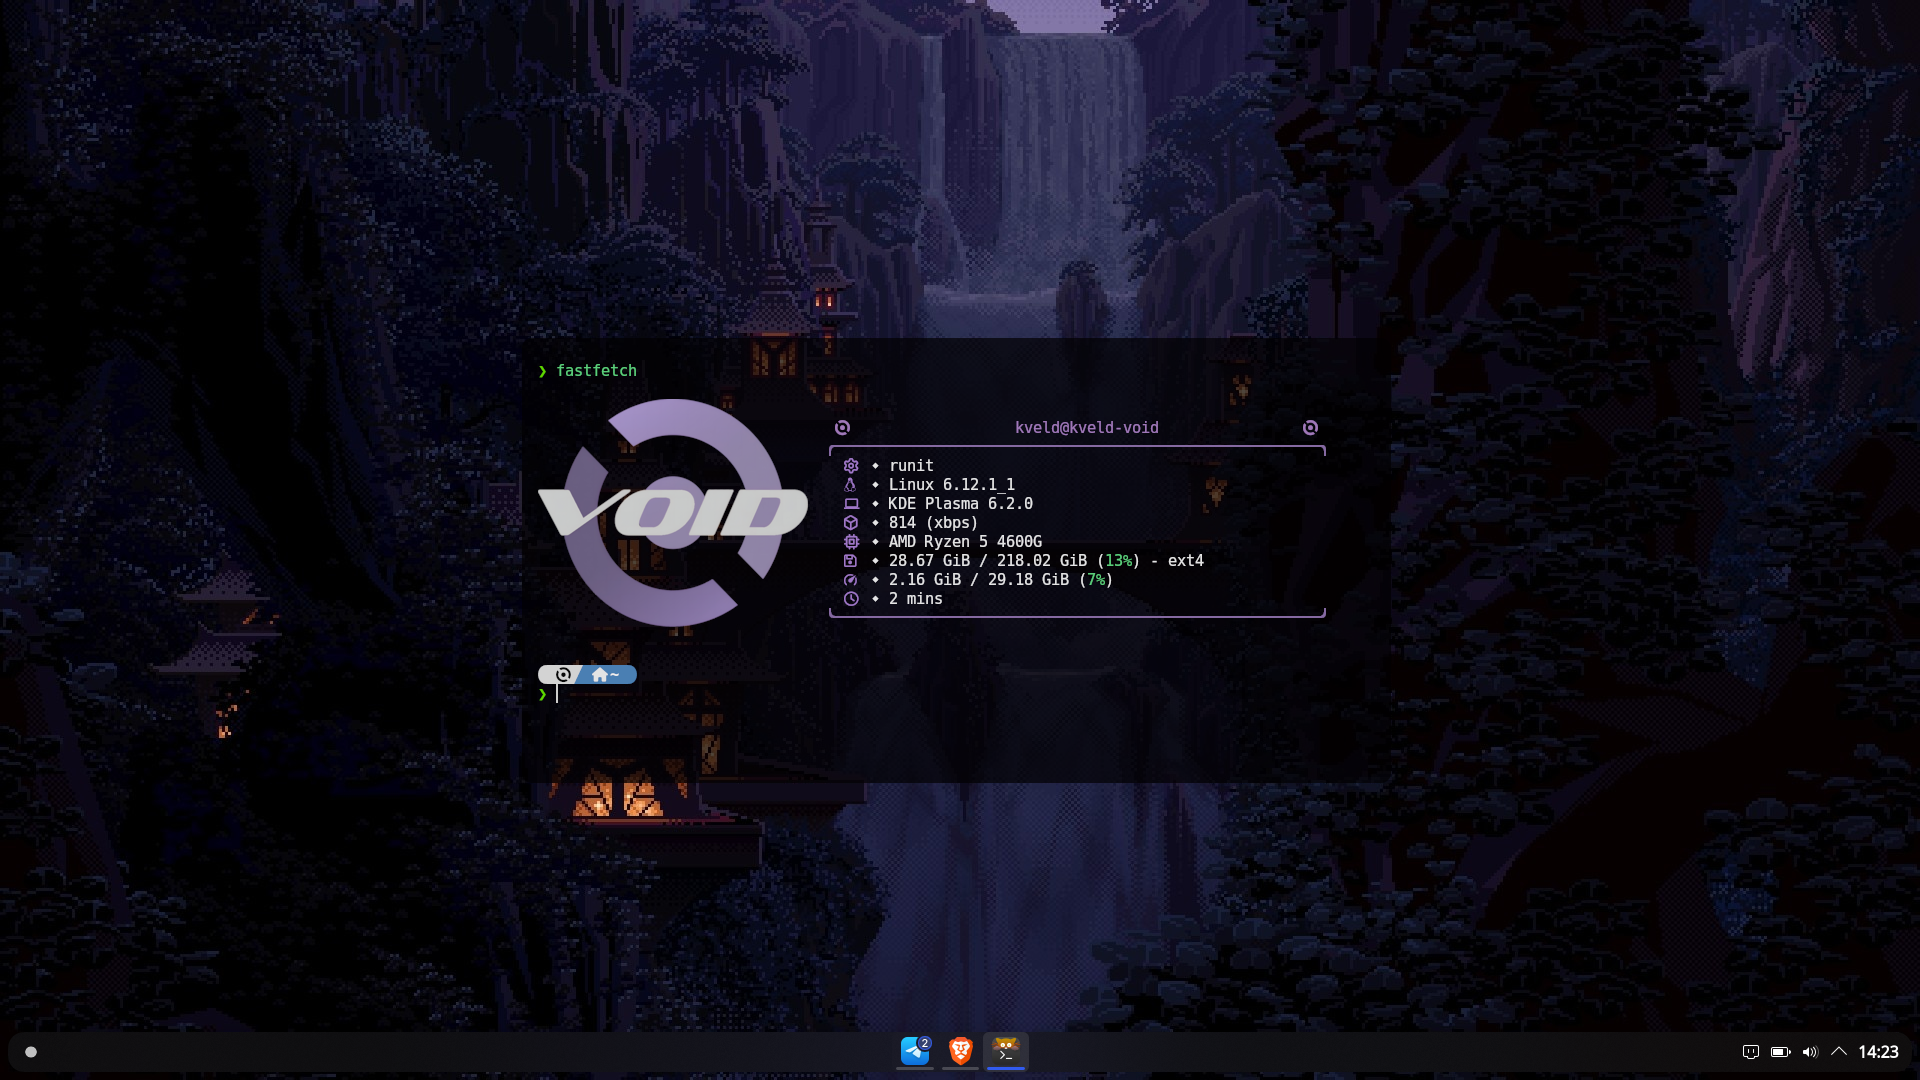 ❯ fastfetch
VOID
kveld@kveld-void
runit
Linux 6.12.1_1
KDE Plasma 6.2.0
814 (xbps)
AMD Ryzen 5 4600G
28.67 GiB / 218.02 GiB (13%) - ext4
2.16 GiB / 29.18 GiB (7%)
2 mins
~
❯
2
14:23